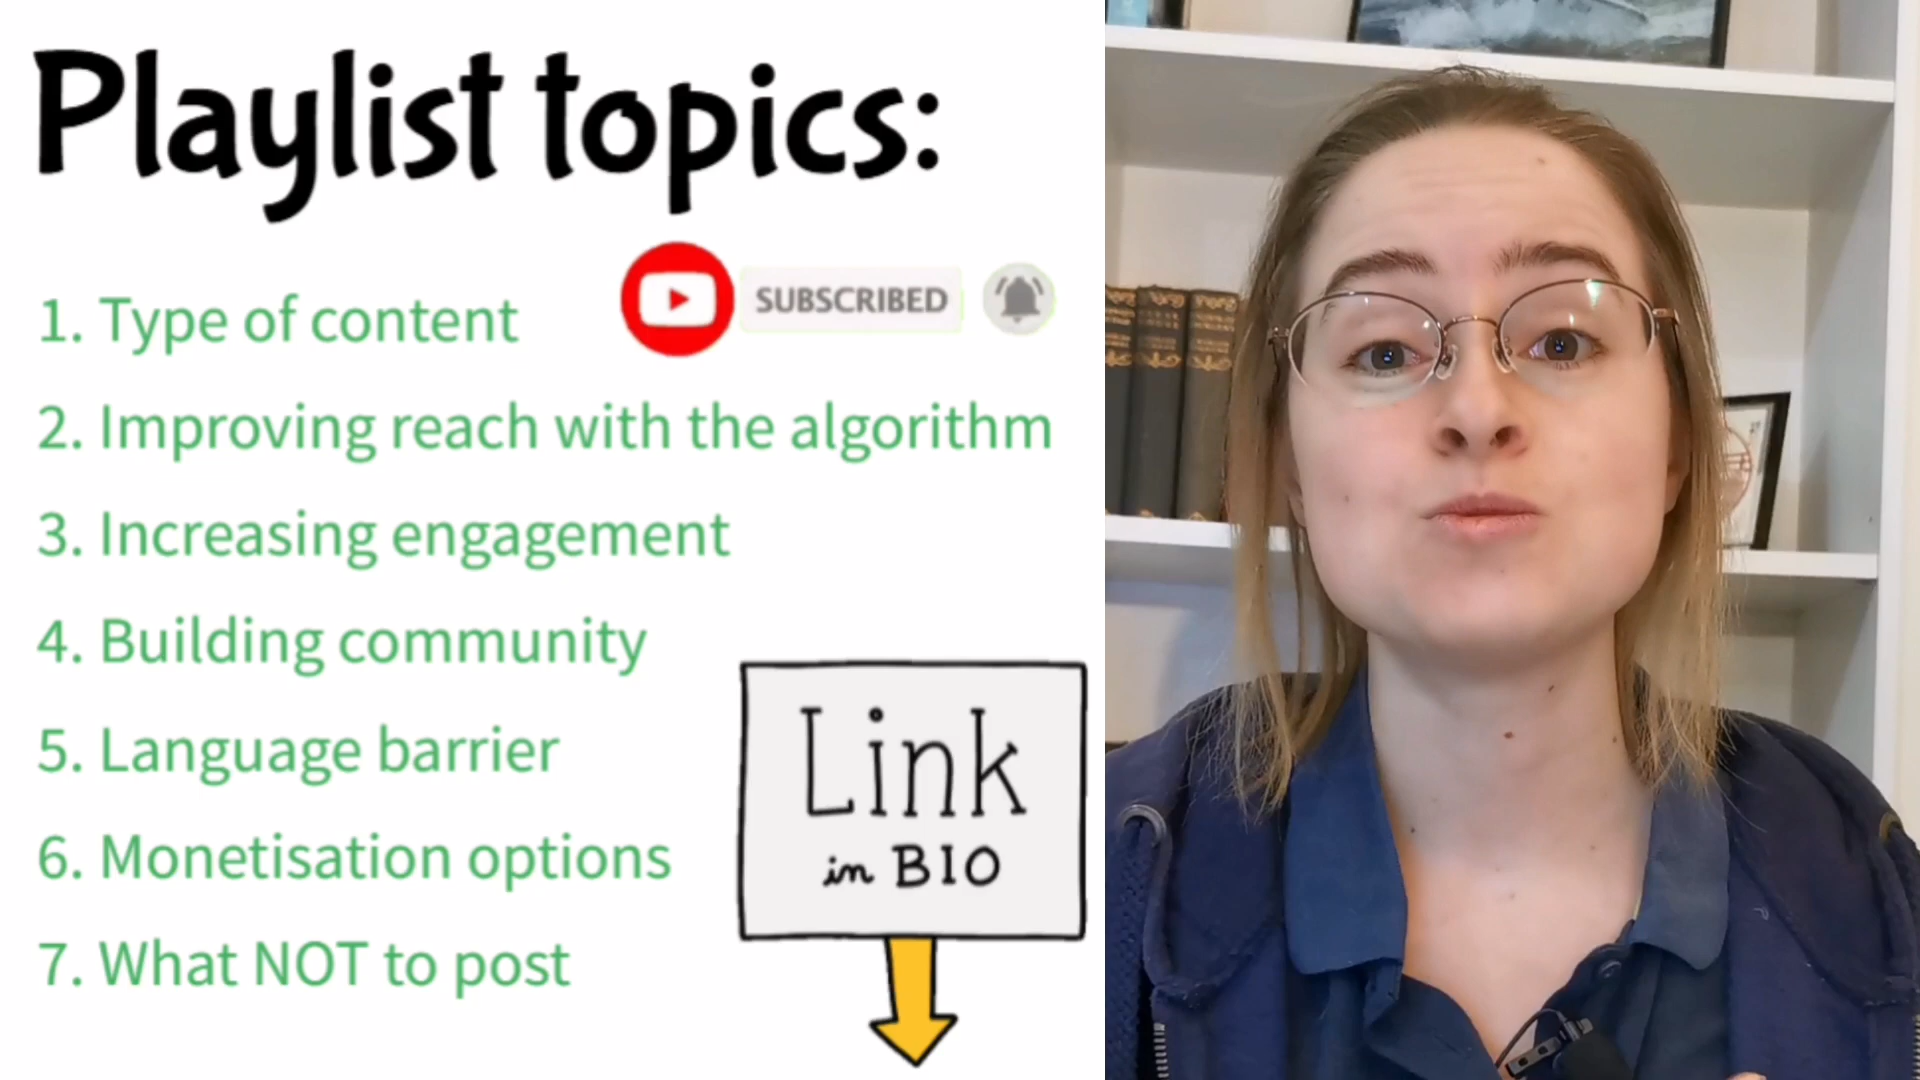 Playlist topics:
SUBSCRIBED
1. Type of content
2. Improving reach with the algorithm
3. Increasing engagement
4. Building community
5. Language barrier
6. Monetisation options
7. What NOT to post
Link
in BIO